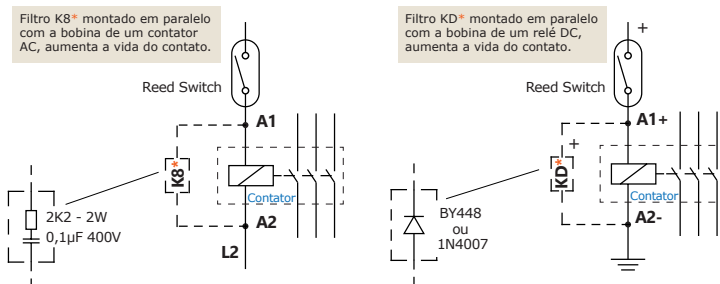 Filtro K8* montado em paralelo
com a bobina de um contator
AC, aumenta a vida do contato.
Reed Switch
A1
K8*
Contator
2K2 - 2W
0,1µF 400V
A2
L2
Filtro KD* montado em paralelo
com a bobina de um relé DC,
aumenta a vida do contato.
+
Reed Switch
A1+
+
KD*
Contator
BY448
ou
1N4007
A2-